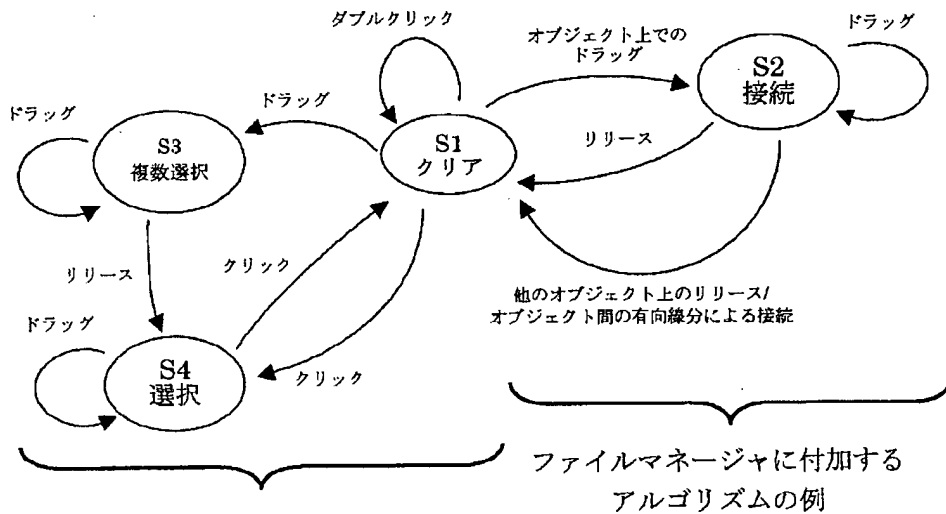 ダブルクリック
オブジェクト上での
ドラッグ
ドラッグ
S2
接続
ドラッグ
ドラッグ
S1
クリア
リリース
S3
複数選択
クリック
リリース
他のオブジェクト上のリリース/
オブジェクト間の有向線分による接続
ドラッグ
S4
選択
クリック
ファイルマネージャに付加する
アルゴリズムの例